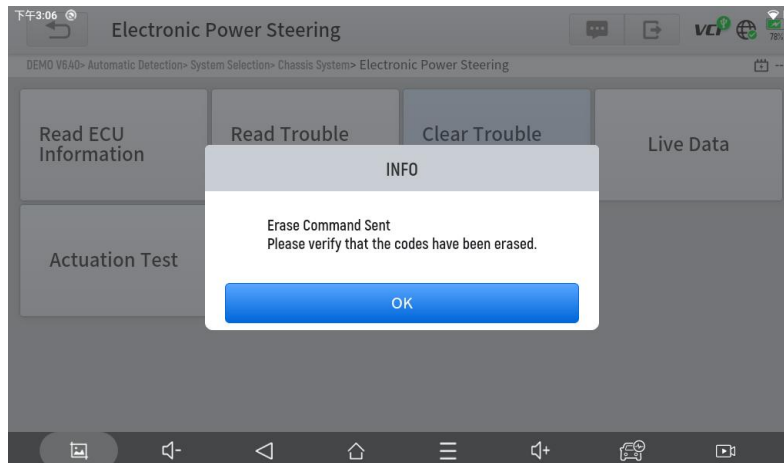 下午3:06
Electronic Power Steering
VCI
78%
DEMO V6.40> Automatic Detection> System Selection> Chassis System> Electronic Power Steering
--
Read ECU
Information
Read Trouble
Clear Trouble
Live Data
INFO
Erase Command Sent
Please verify that the codes have been erased.
OK
Actuation Test